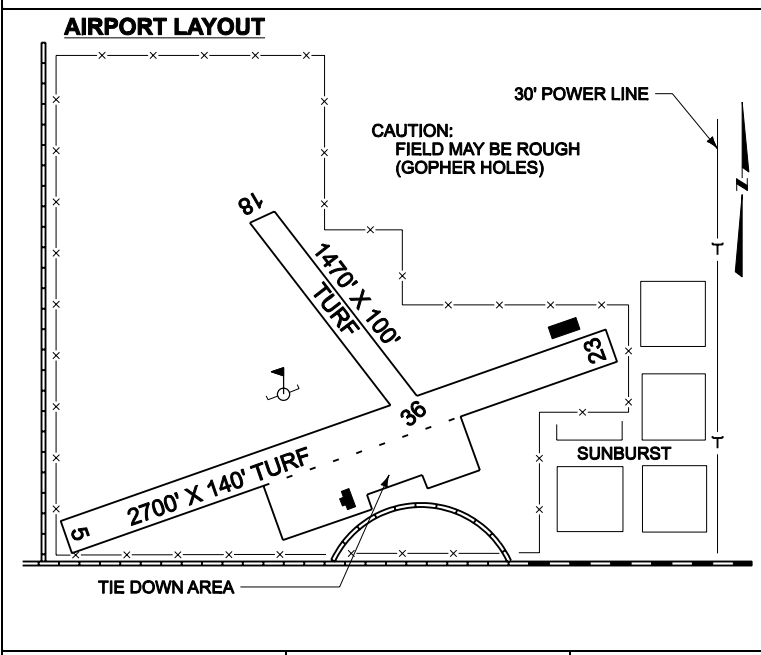 AIRPORT LAYOUT
30' POWER LINE
CAUTION:
FIELD MAY BE ROUGH
(GOPHER HOLES)
N
18
1470' X 100'
TURF
23
36
SUNBURST
2700' X 140' TURF
5
TIE DOWN AREA